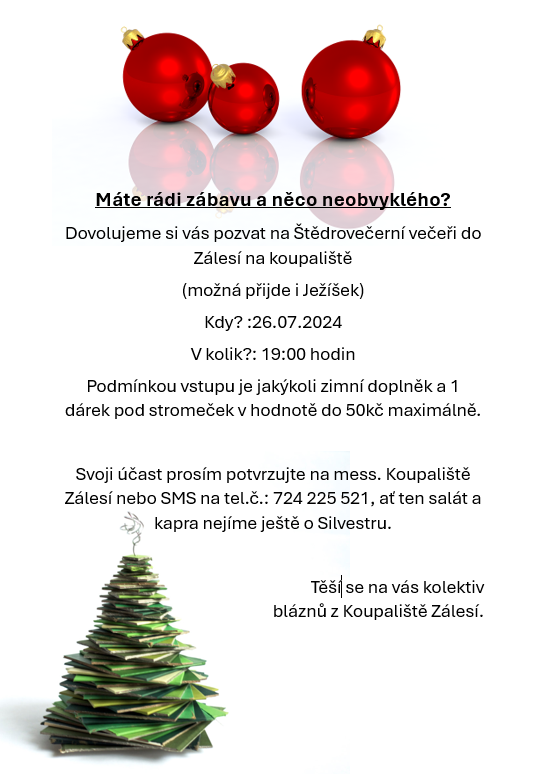 Máte rádi zábavu a něco neobvyklého?
Dovolujeme si vás pozvat na Štědrovečerní večeři do
Zálesí na koupaliště
(možná přijde i Ježíšek)
Kdy? :26.07.2024
V kolik?: 19:00 hodin
Podmínkou vstupu je jakýkoli zimní doplněk a 1
dárek pod stromeček v hodnotě do 50kč maximálně.
Svoji účast prosím potvrzujte na mess. Koupaliště
Zálesí nebo SMS na tel.č.: 724 225 521, ať ten salát a
kapra nejíme ještě o Silvestru.
Těší se na vás kolektiv
bláznů z Koupaliště Zálesí.